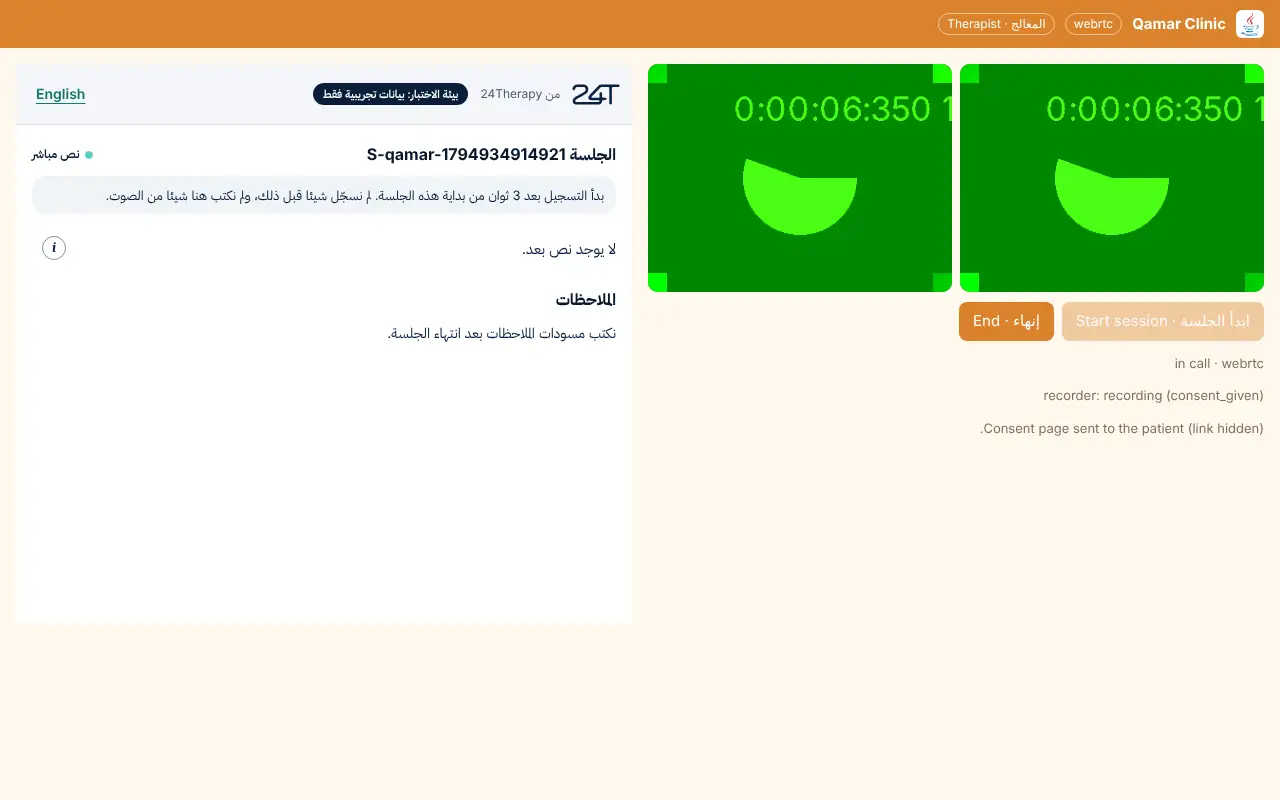 Qamar Clinic
webrtc
Therapist · المعالج
24T
من 24Therapy
بيئة الاختبار: بيانات تجريبية فقط
English
الجلسة S-qamar-1794934914921
نص مباشر
بدأ التسجيل بعد 3 ثوان من بداية هذه الجلسة. لم نسجّل شيئا قبل ذلك، ولم نكتب هنا شيئا من الصوت.
لا يوجد نص بعد.
i
الملاحظات
نكتب مسودات الملاحظات بعد انتهاء الجلسة.
0:00:06:350 1
0:00:06:350 1
Start session · ابدأ الجلسة
End · إنهاء
in call · webrtc
recorder: recording (consent_given)
Consent page sent to the patient (link hidden).